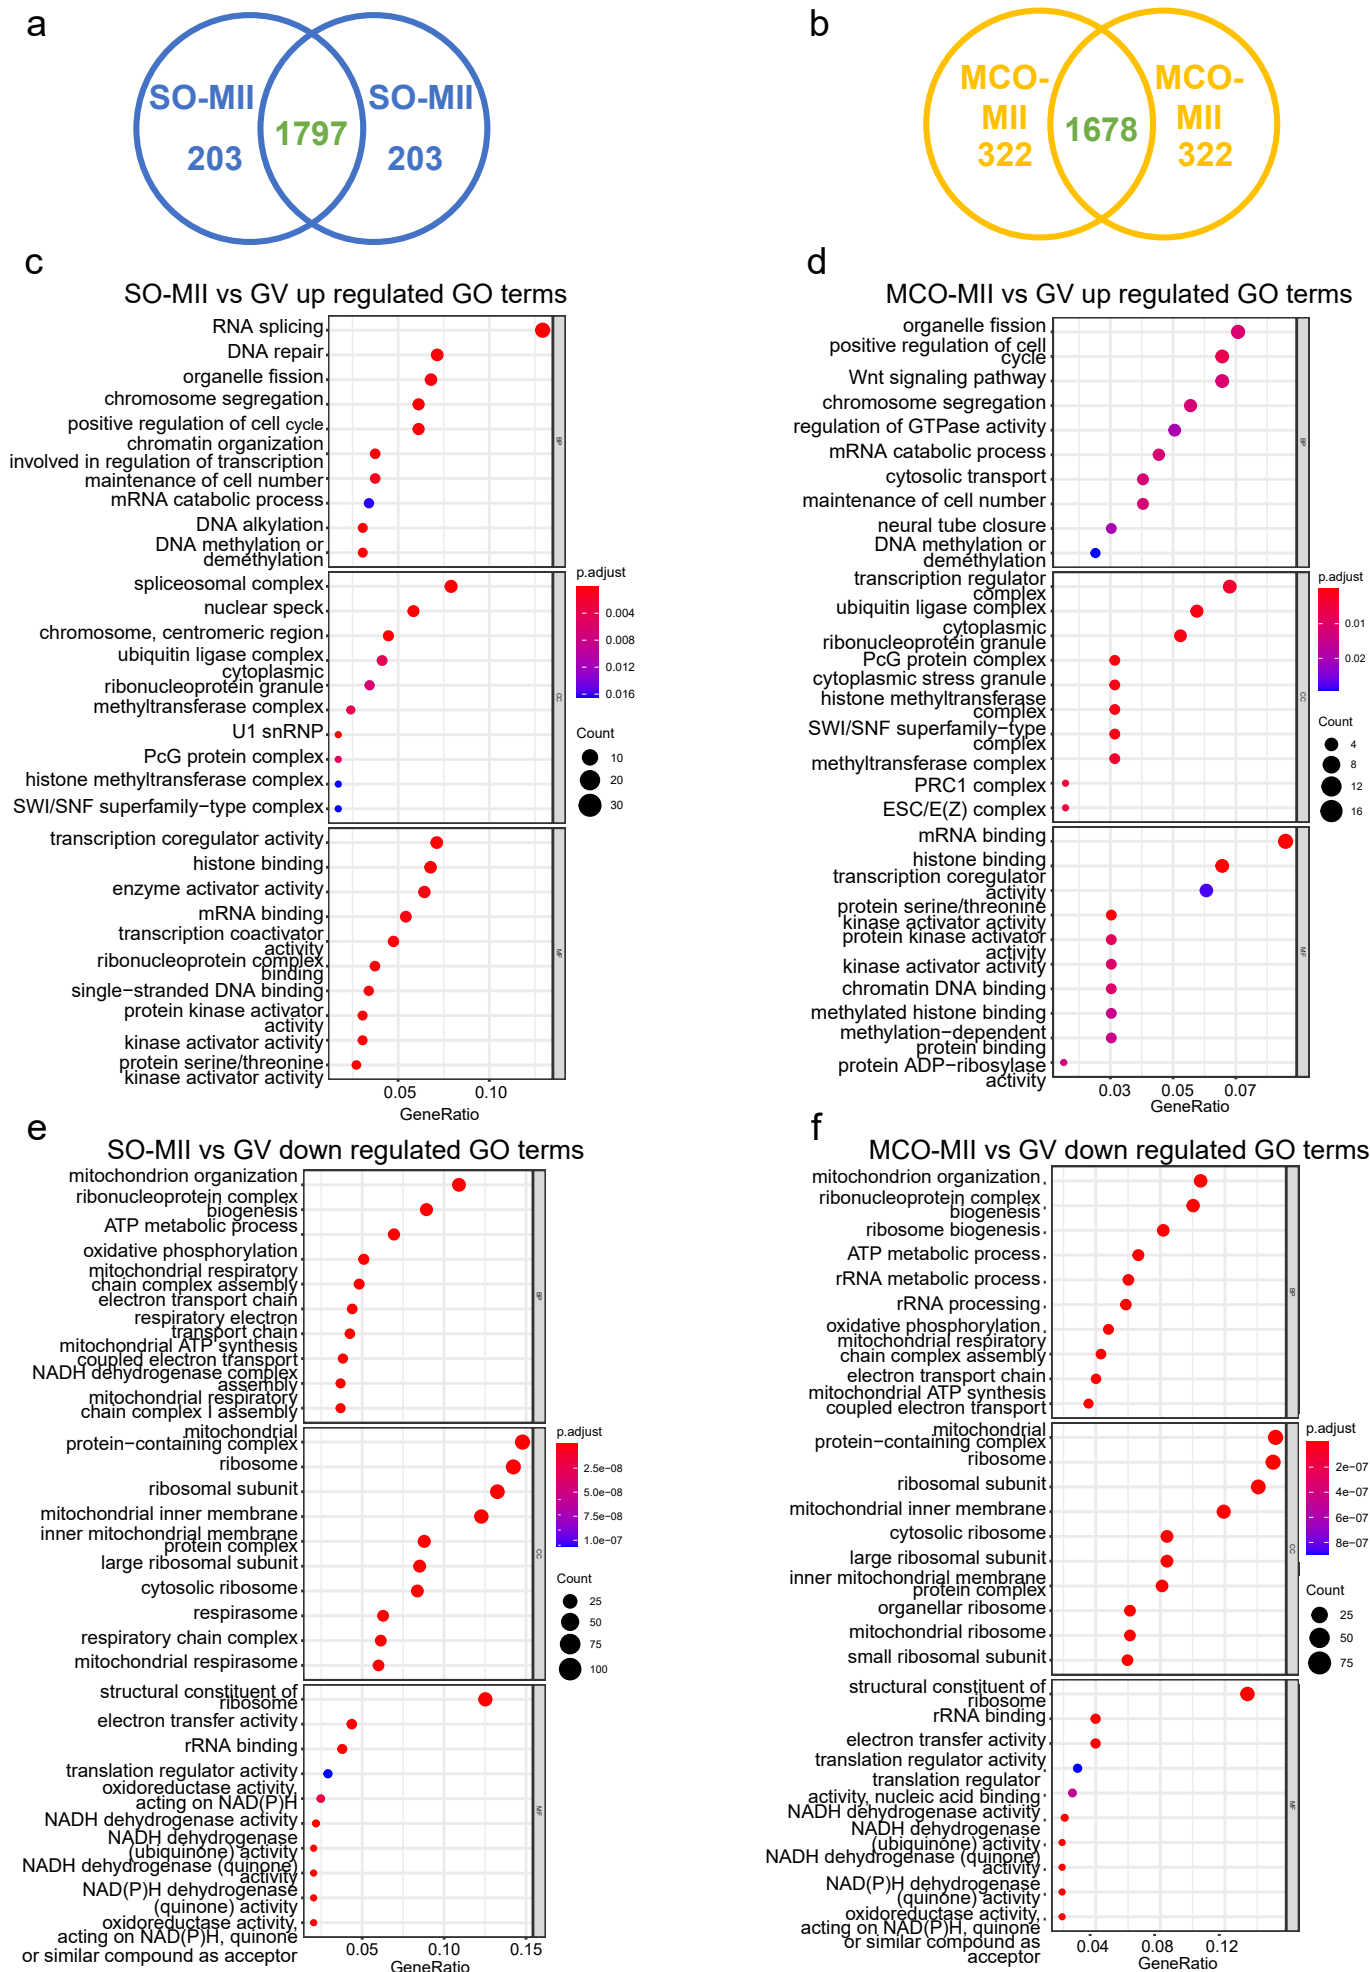 a
SO-MII
203
1797
SO-MII
203
b
MCO-
MII
322
1678
MCO-
MII
322
c
SO-MII vs GV up regulated GO terms
RNA splicing
DNA repair
organelle fission
chromosome segregation
positive regulation of cell cycle
chromatin organization
involved in regulation of transcription
maintenance of cell number
mRNA catabolic process
DNA alkylation
DNA methylation or
demethylation
BP
spliceosomal complex
nuclear speck
chromosome, centromeric region
ubiquitin ligase complex
cytoplasmic
ribonucleoprotein granule
methyltransferase complex
U1 snRNP
PcG protein complex
histone methyltransferase complex
SWI/SNF superfamily−type complex
CC
transcription coregulator activity
histone binding
enzyme activator activity
mRNA binding
transcription coactivator
activity
ribonucleoprotein complex
binding
single−stranded DNA binding
protein kinase activator
activity
kinase activator activity
protein serine/threonine
kinase activator activity
MF
0.05
0.10
GeneRatio
p.adjust
0.004
0.008
0.012
0.016
Count
10
20
30
d
MCO-MII vs GV up regulated GO terms
organelle fission
positive regulation of cell
cycle
Wnt signaling pathway
chromosome segregation
regulation of GTPase activity
mRNA catabolic process
cytosolic transport
maintenance of cell number
neural tube closure
DNA methylation or
demethylation
BP
transcription regulator
complex
ubiquitin ligase complex
cytoplasmic
ribonucleoprotein granule
PcG protein complex
cytoplasmic stress granule
histone methyltransferase
complex
SWI/SNF superfamily−type
complex
methyltransferase complex
PRC1 complex
ESC/E(Z) complex
CC
mRNA binding
histone binding
transcription coregulator
activity
protein serine/threonine
kinase activator activity
protein kinase activator
activity
kinase activator activity
chromatin DNA binding
methylated histone binding
methylation−dependent
protein binding
protein ADP−ribosylase
activity
MF
0.03
0.05
0.07
GeneRatio
p.adjust
0.01
0.02
Count
4
8
12
16
e
SO-MII vs GV down regulated GO terms
mitochondrion organization
ribonucleoprotein complex
biogenesis
ATP metabolic process
oxidative phosphorylation
mitochondrial respiratory
chain complex assembly
electron transport chain
respiratory electron
transport chain
mitochondrial ATP synthesis
coupled electron transport
NADH dehydrogenase complex
assembly
mitochondrial respiratory
chain complex I assembly
BP
mitochondrial
protein−containing complex
ribosome
ribosomal subunit
mitochondrial inner membrane
inner mitochondrial membrane
protein complex
large ribosomal subunit
cytosolic ribosome
respirasome
respiratory chain complex
mitochondrial respirasome
CC
structural constituent of
ribosome
electron transfer activity
rRNA binding
translation regulator activity
oxidoreductase activity,
acting on NAD(P)H
NADH dehydrogenase activity
NADH dehydrogenase
(ubiquinone) activity
NADH dehydrogenase (quinone)
activity
NAD(P)H dehydrogenase
(quinone) activity
oxidoreductase activity,
acting on NAD(P)H, quinone
or similar compound as acceptor
MF
0.05
0.10
0.15
GeneRatio
p.adjust
2.5e−08
5.0e−08
7.5e−08
1.0e−07
Count
25
50
75
100
f
MCO-MII vs GV down regulated GO terms
mitochondrion organization
ribonucleoprotein complex
biogenesis
ribosome biogenesis
ATP metabolic process
rRNA metabolic process
rRNA processing
oxidative phosphorylation
mitochondrial respiratory
chain complex assembly
electron transport chain
mitochondrial ATP synthesis
coupled electron transport
BP
mitochondrial
protein−containing complex
ribosome
ribosomal subunit
mitochondrial inner membrane
cytosolic ribosome
large ribosomal subunit
inner mitochondrial membrane
protein complex
organellar ribosome
mitochondrial ribosome
small ribosomal subunit
CC
structural constituent of
ribosome
rRNA binding
electron transfer activity
translation regulator activity
translation regulator
activity, nucleic acid binding
NADH dehydrogenase activity
NADH dehydrogenase
(ubiquinone) activity
NADH dehydrogenase (quinone)
activity
NAD(P)H dehydrogenase
(quinone) activity
oxidoreductase activity,
acting on NAD(P)H, quinone
or similar compound as
acceptor
MF
0.04
0.08
0.12
GeneRatio
p.adjust
2e−07
4e−07
6e−07
8e−07
Count
25
50
75